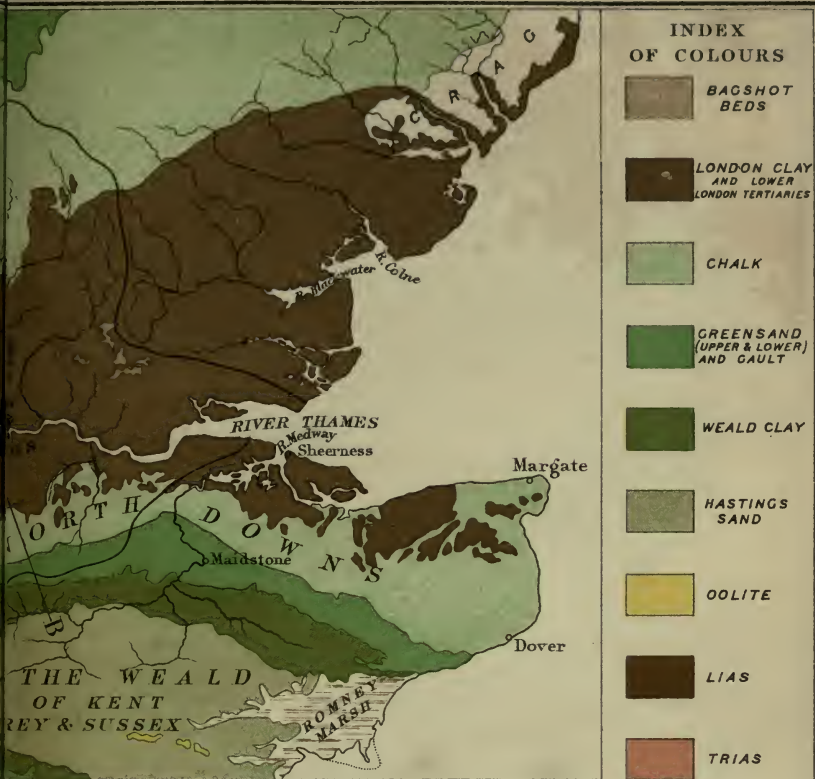 CRAG
R. Colne
R. Blackwater
RIVER THAMES
R. Medway
Sheerness
Margate
NORTH DOWNS
Maidstone
B
Dover
THE WEALD
OF KENT
REY & SUSSEX
ROMNEY
MARSH
INDEX
OF COLOURS
BAGSHOT
BEDS
LONDON CLAY
AND LOWER
LONDON TERTIARIES
CHALK
GREENSAND
(UPPER & LOWER)
AND GAULT
WEALD CLAY
HASTINGS
SAND
OOLITE
LIAS
TRIAS